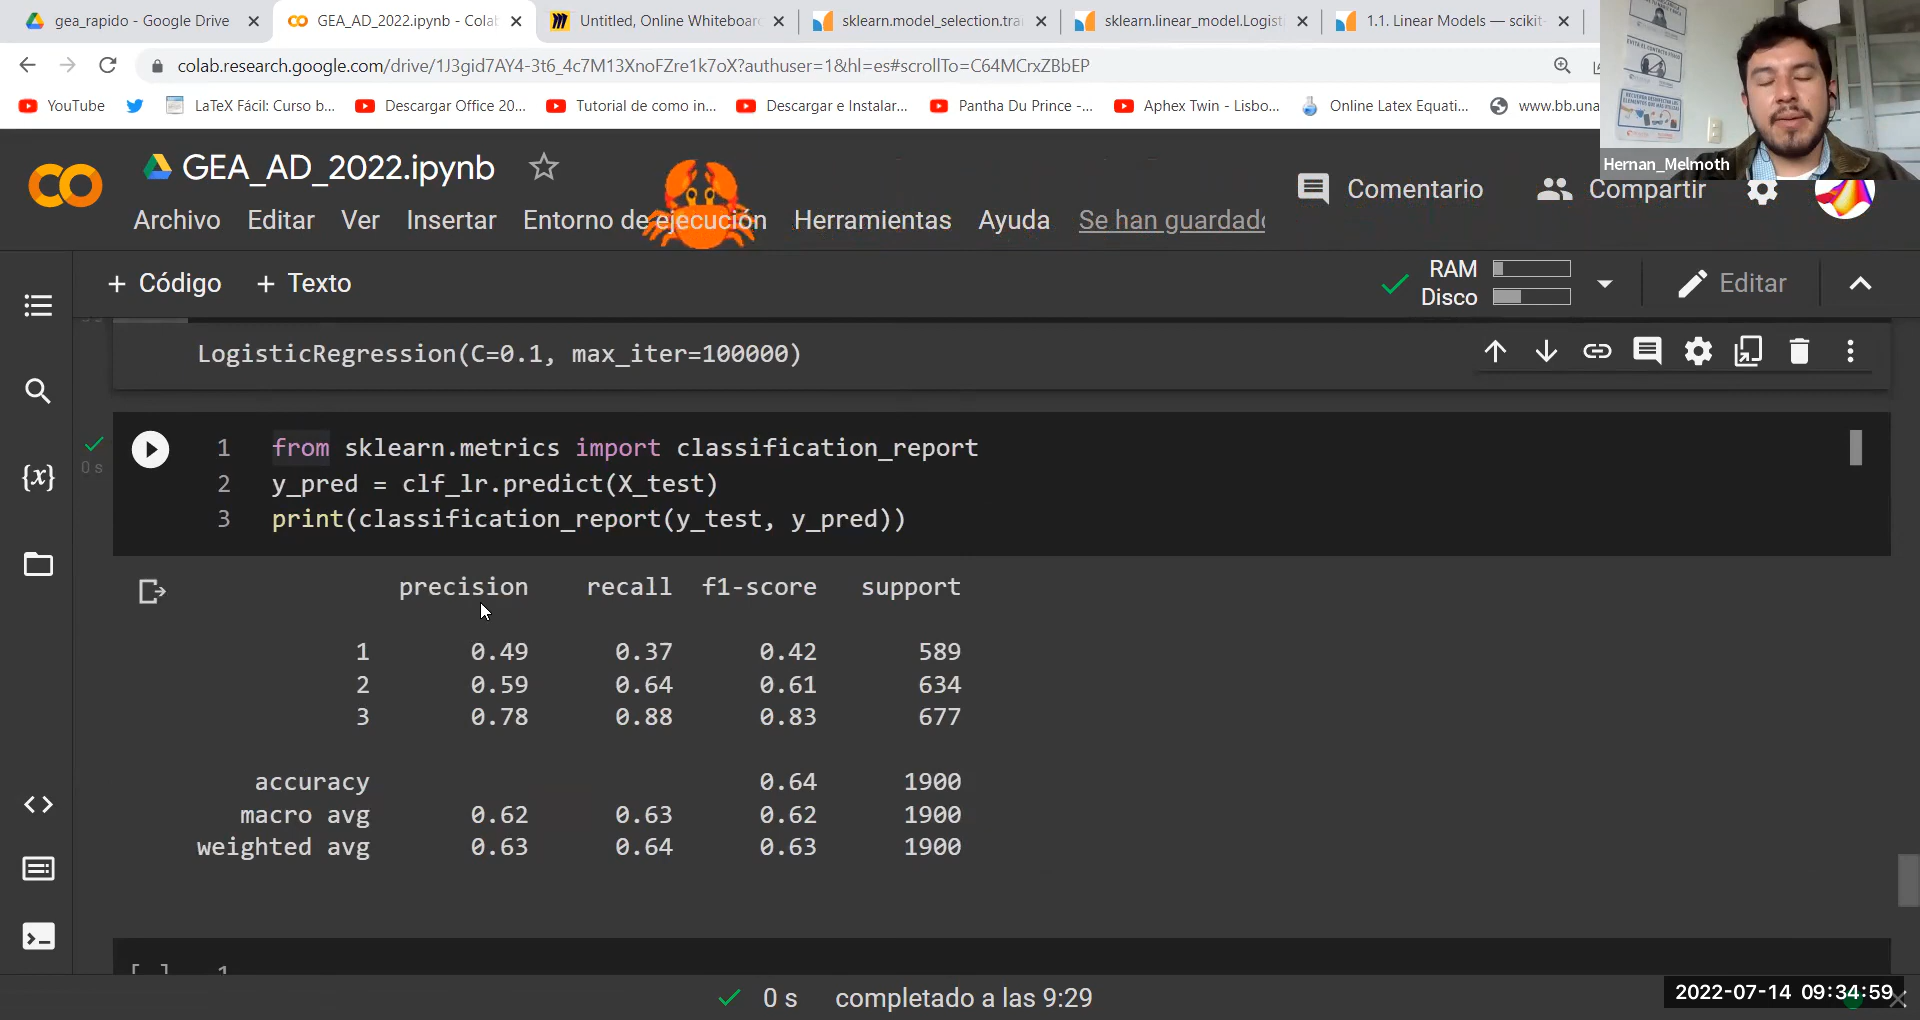 gea_rapido - Google Drive
GEA_AD_2022.ipynb - Colab
Untitled, Online Whiteboard
sklearn.model_selection.tra
sklearn.linear_model.Logist
1.1. Linear Models — scikit-
colab.research.google.com/drive/1J3gid7AY4-3t6_4c7M13XnoFZre1k7oX?authuser=1&hl=es#scrollTo=C64MCrxZBbEP
YouTube
LaTeX Fácil: Curso b...
Descargar Office 20...
Tutorial de como in...
Descargar e Instalar...
Pantha Du Prince -...
Aphex Twin - Lisbo...
Online Latex Equati...
www.bb.una
Hernan_Melmoth
GEA_AD_2022.ipynb
Comentario
Compartir
Archivo Editar Ver Insertar Entorno de ejecución Herramientas Ayuda Se han guardado
+ Código + Texto
RAM
Disco
Editar
LogisticRegression(C=0.1, max_iter=100000)
0 s
1 from sklearn.metrics import classification_report
2 y_pred = clf_lr.predict(X_test)
3 print(classification_report(y_test, y_pred))
precision recall f1-score support
1 0.49 0.37 0.42 589
2 0.59 0.64 0.61 634
3 0.78 0.88 0.83 677
accuracy 0.64 1900
macro avg 0.62 0.63 0.62 1900
weighted avg 0.63 0.64 0.63 1900
[ ] 1
0 s completado a las 9:29
2022-07-14 09:34:59